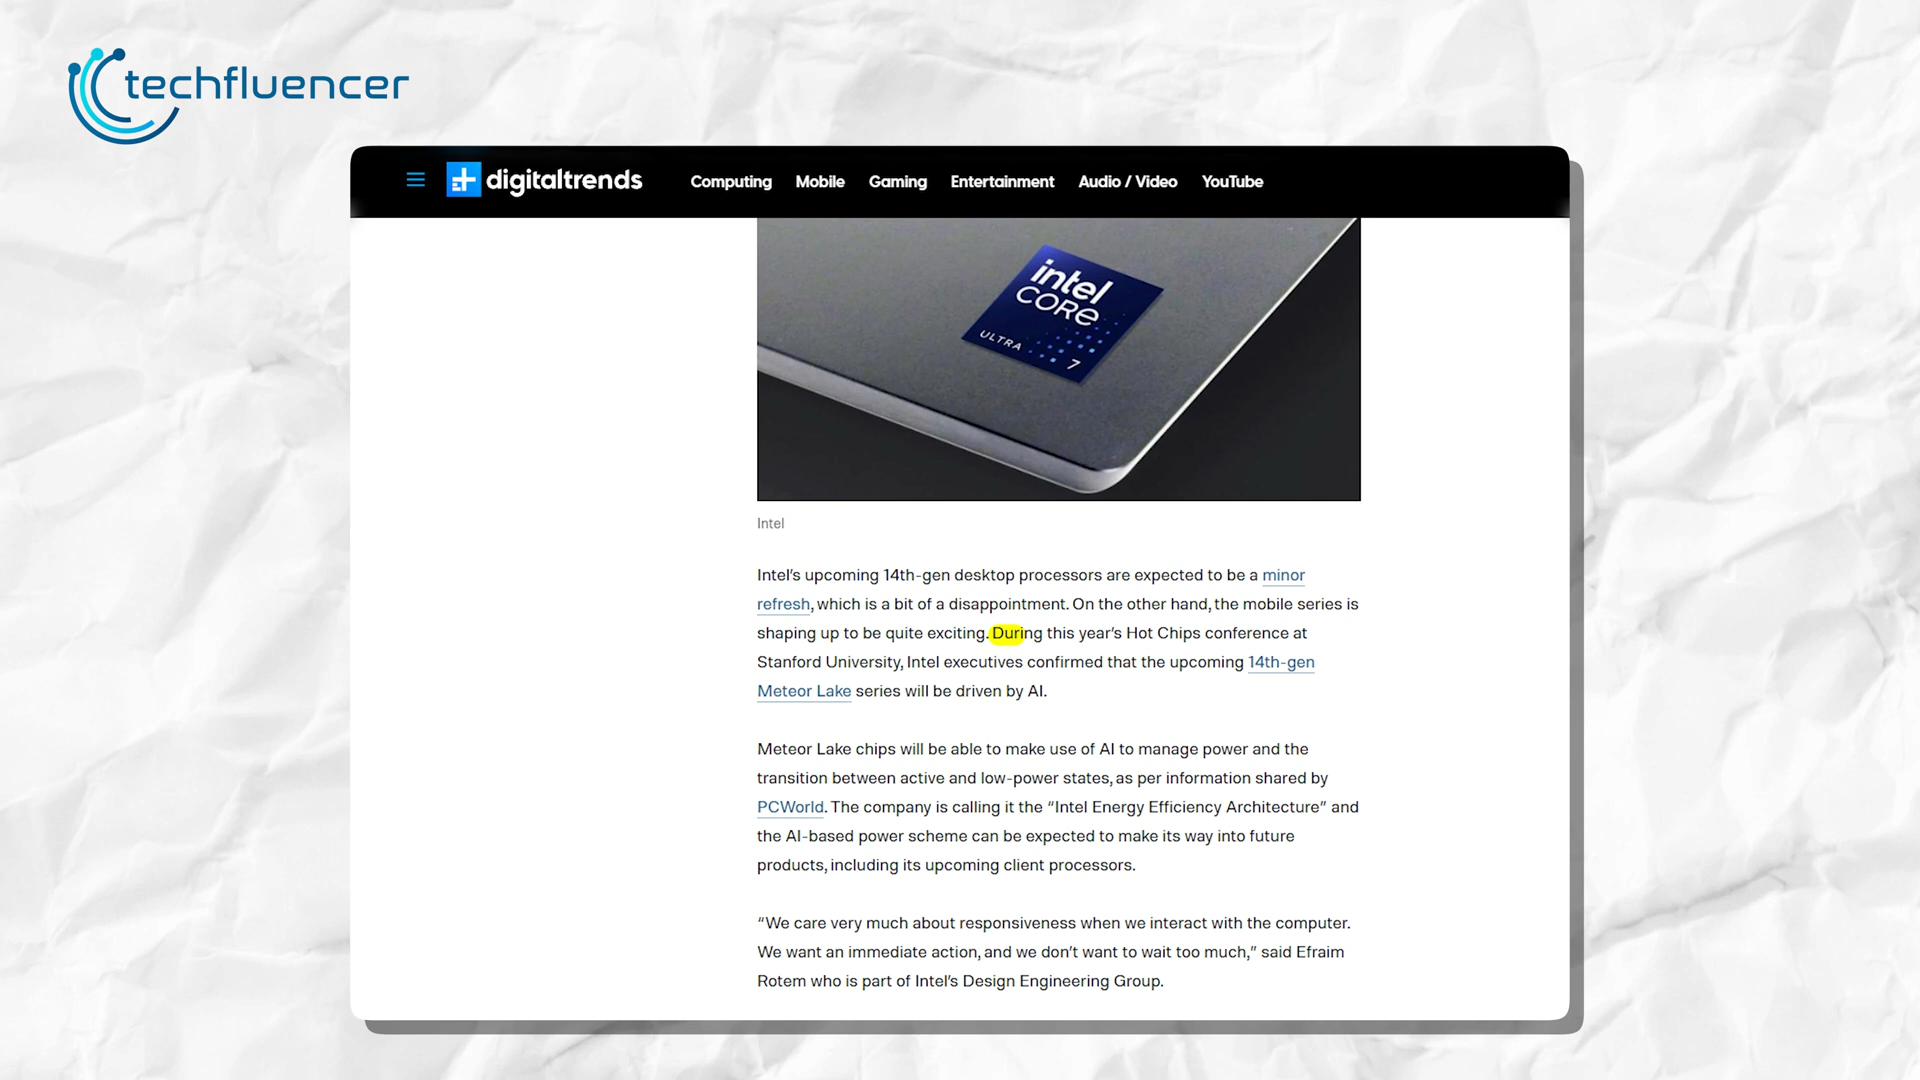 techfluencer
digitaltrends Computing Mobile Gaming Entertainment Audio / Video YouTube
intel
CORE
ULTRA 7
Intel
Intel’s upcoming 14th-gen desktop processors are expected to be a minor
refresh, which is a bit of a disappointment. On the other hand, the mobile series is
shaping up to be quite exciting. During this year’s Hot Chips conference at
Stanford University, Intel executives confirmed that the upcoming 14th-gen
Meteor Lake series will be driven by AI.
Meteor Lake chips will be able to make use of AI to manage power and the
transition between active and low-power states, as per information shared by
PCWorld. The company is calling it the “Intel Energy Efficiency Architecture” and
the AI-based power scheme can be expected to make its way into future
products, including its upcoming client processors.
“We care very much about responsiveness when we interact with the computer.
We want an immediate action, and we don’t want to wait too much,” said Efraim
Rotem who is part of Intel’s Design Engineering Group.